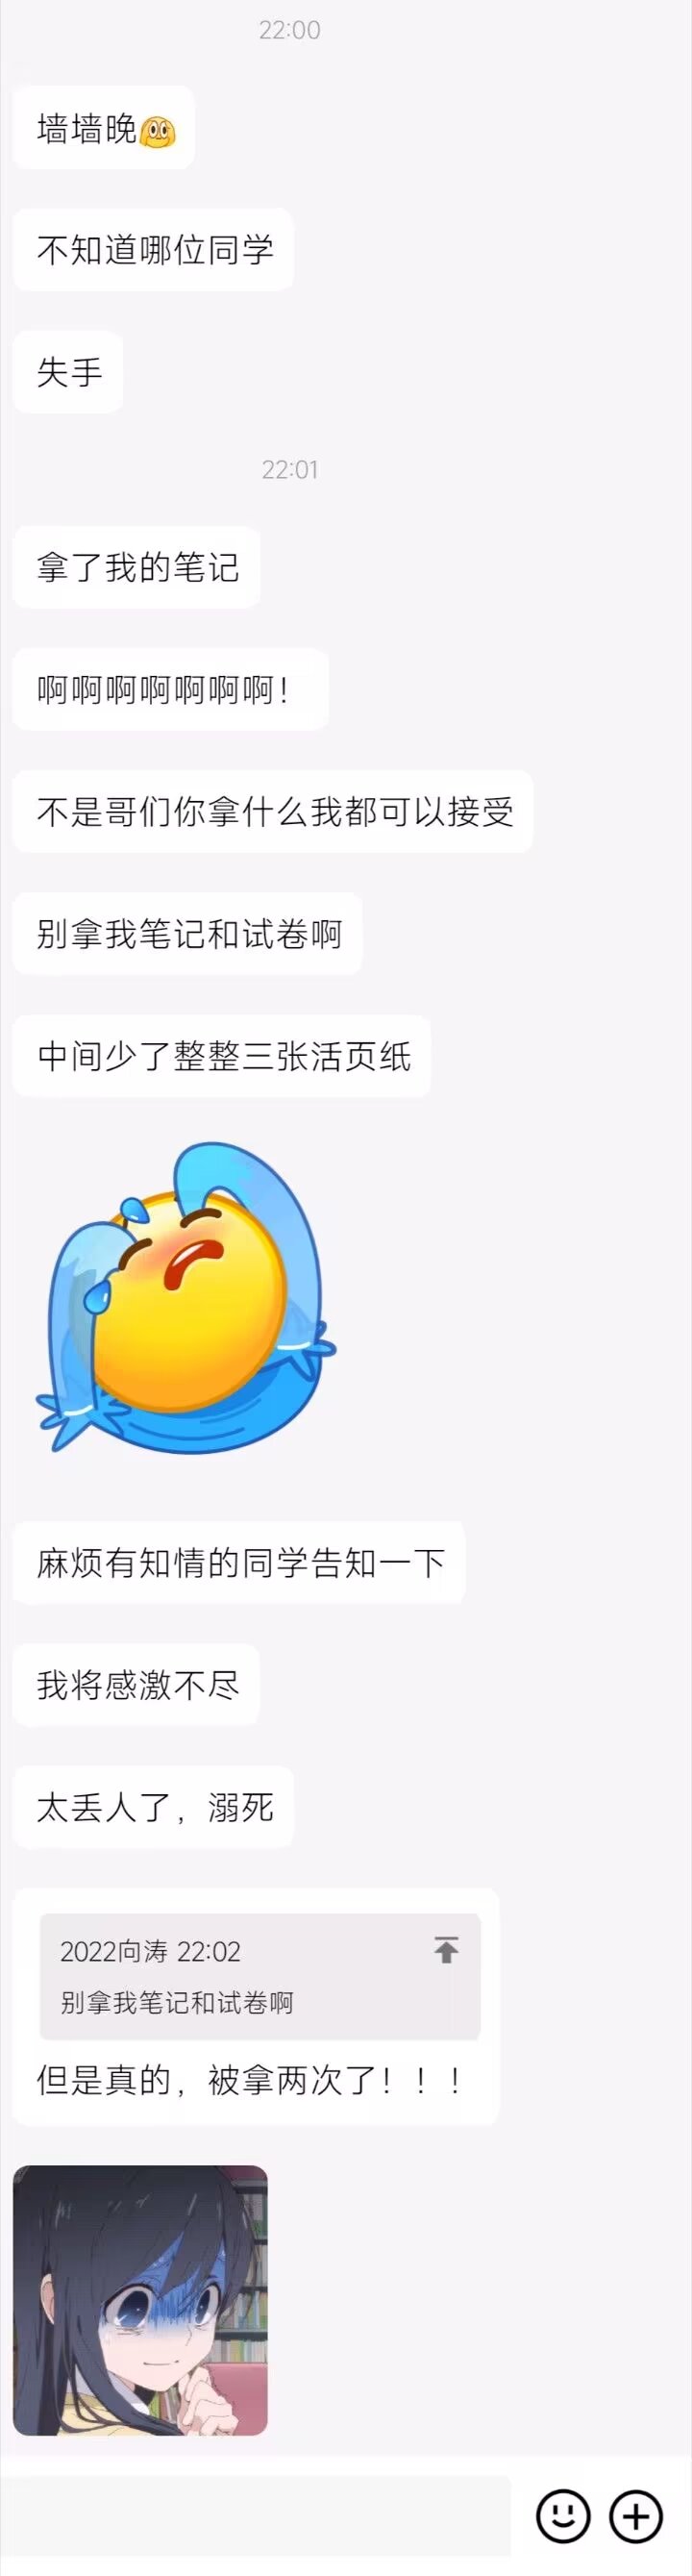 22:00
墙墙晚
不知道哪位同学
失手
22:01
拿了我的笔记
啊啊啊啊啊啊啊!
不是哥们你拿什么我都可以接受
别拿我笔记和试卷啊
中间少了整整三张活页纸
麻烦有知情的同学告知一下
我将感激不尽
太丢人了，溺死
2022向涛 22:02
别拿我笔记和试卷啊
但是真的，被拿两次了！！！